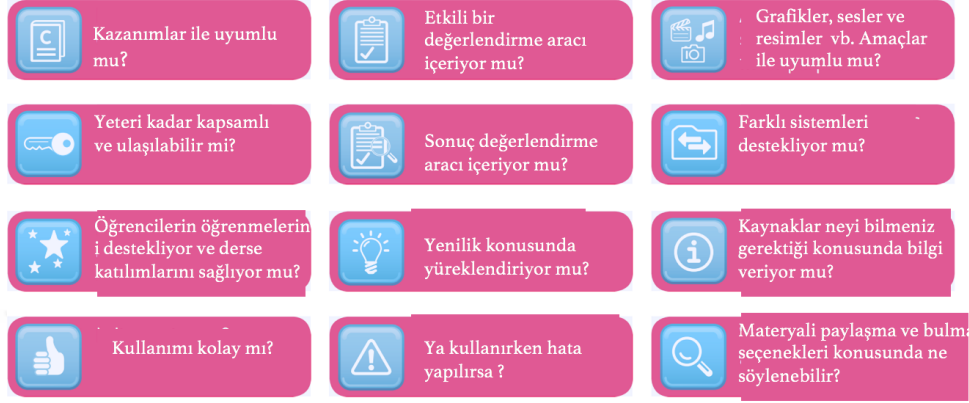 Kazanımlar ile uyumlu
mu?
Etkili bir
değerlendirme aracı
içeriyor mu?
Grafikler, sesler ve
resimler vb. Amaçlar
ile uyumlu mu?
Yeteri kadar kapsamlı
ve ulaşılabilir mi?
Sonuç değerlendirme
aracı içeriyor mu?
Farklı sistemleri
destekliyor mu?
Öğrencilerin öğrenmelerin
i destekliyor ve derse
katılımlarını sağlıyor mu?
Yenilik konusunda
yüreklendiriyor mu?
Kaynaklar neyi bilmeniz
gerektiği konusunda bilgi
veriyor mu?
Kullanımı kolay mı?
Ya kullanırken hata
yapılırsa ?
Materyali paylaşma ve bulma
seçenekleri konusunda ne
söylenebilir?